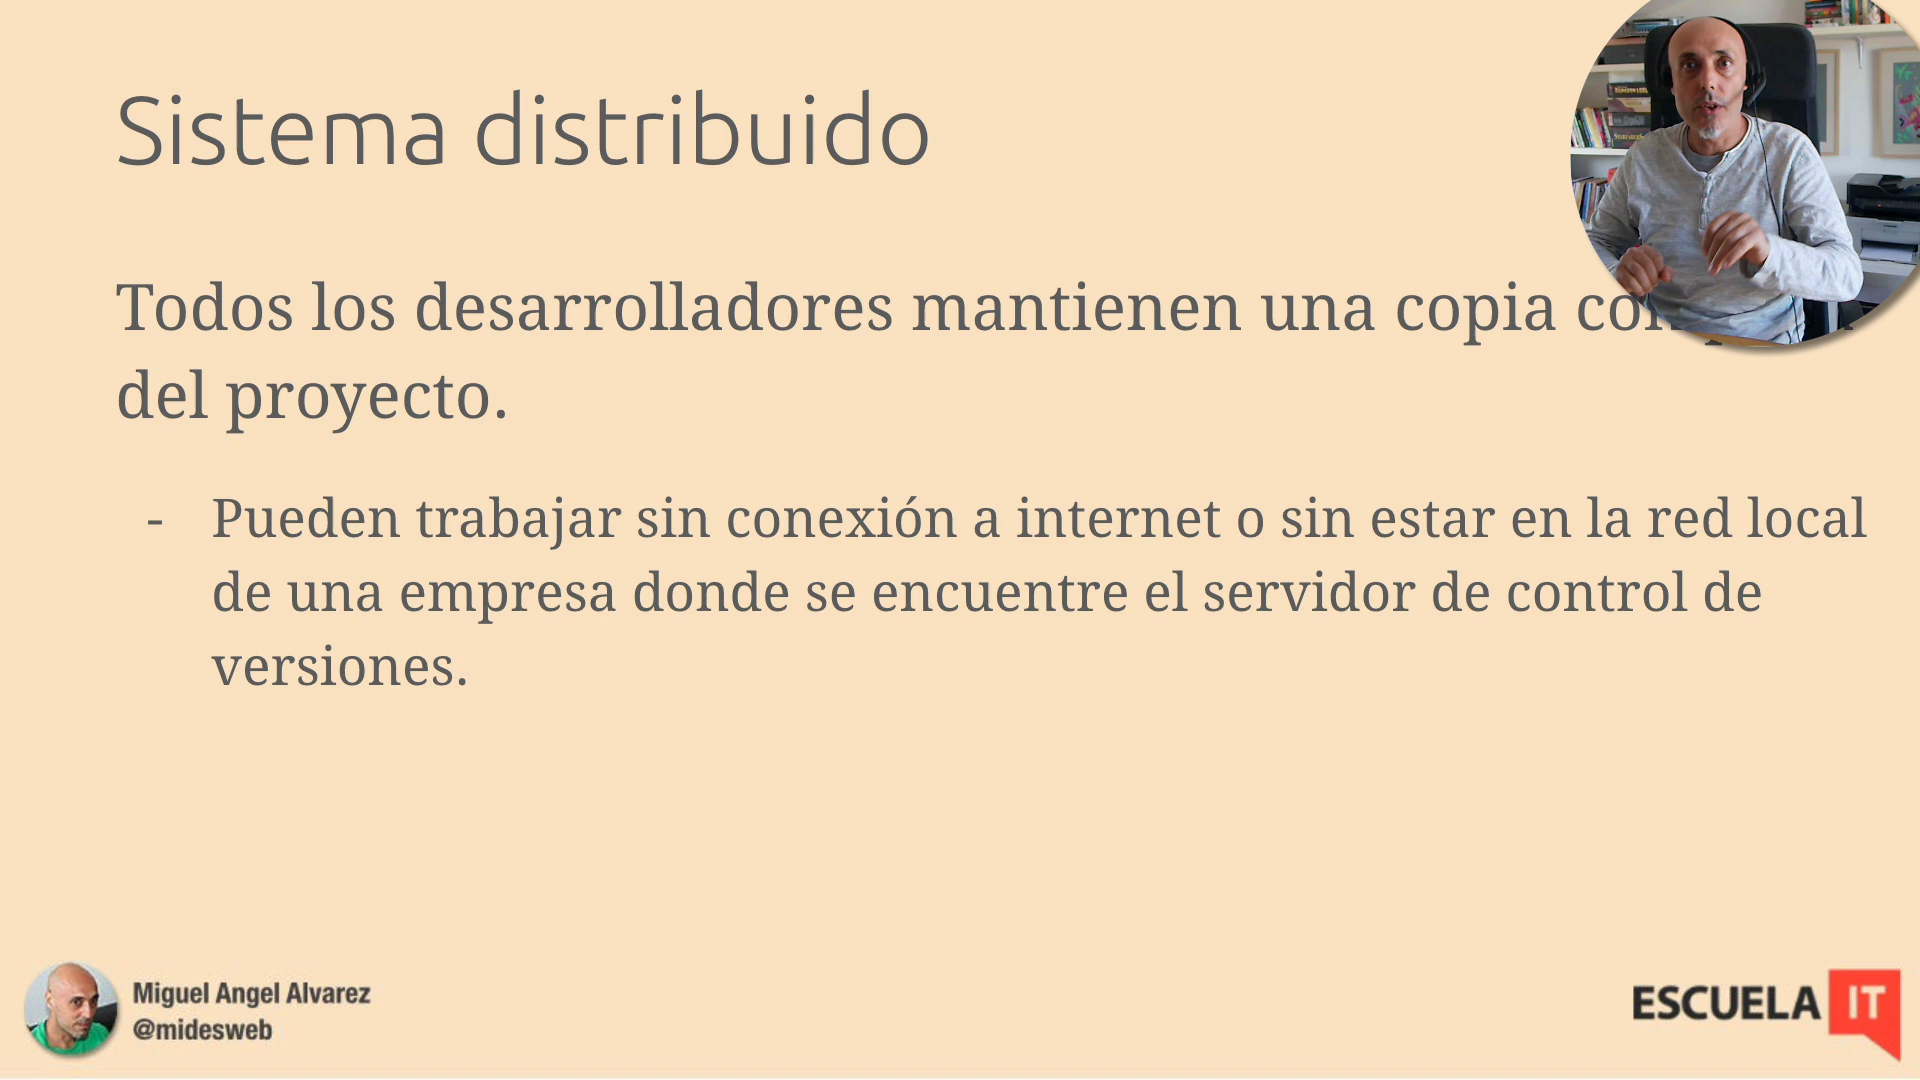 Sistema distribuido
Todos los desarrolladores mantienen una copia
del proyecto.
- Pueden trabajar sin conexión a internet o sin estar en la red local
de una empresa donde se encuentre el servidor de control de
versiones.
Miguel Angel Alvarez
@midesweb
ESCUELA IT